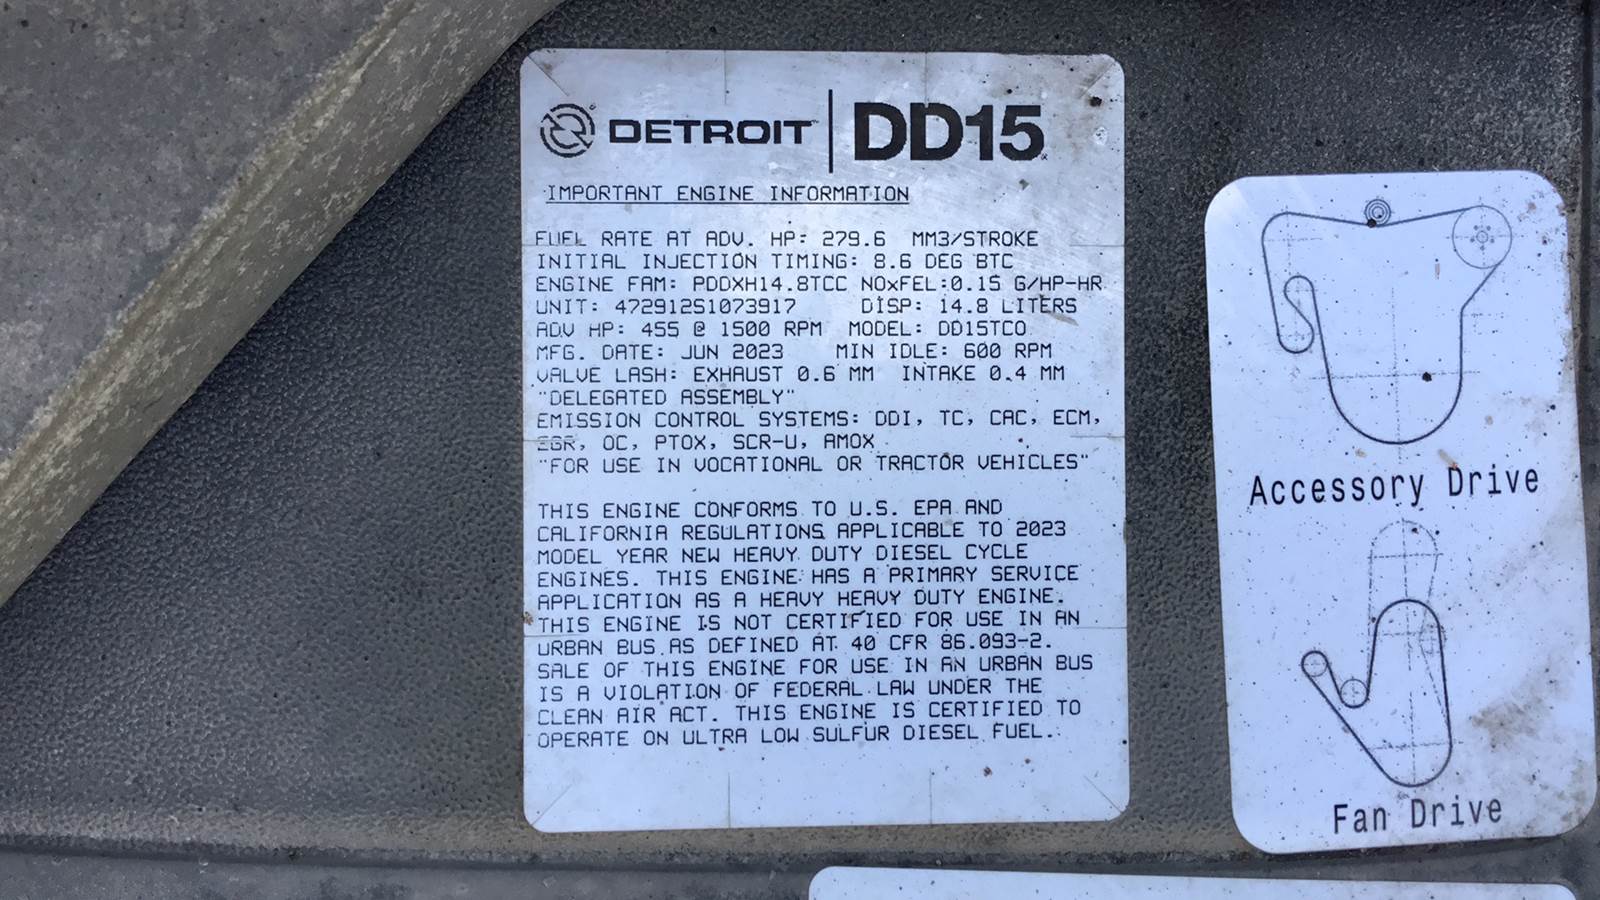 DETROIT | DD15
IMPORTANT ENGINE INFORMATION
FUEL RATE AT ADV. HP: 279.6 MM3/STROKE
INITIAL INJECTION TIMING: 8.6 DEG BTC
ENGINE FAM: PDDXH14.8TCC NOxFEL:0.15 G/HP-HR
UNIT: 472912S1073917 DISP: 14.8 LITERS
ADV HP: 455 @ 1500 RPM MODEL: DD15TCO
MFG. DATE: JUN 2023 MIN IDLE: 600 RPM
VALVE LASH: EXHAUST 0.6 MM INTAKE 0.4 MM
"DELEGATED ASSEMBLY"
EMISSION CONTROL SYSTEMS: DDI, TC, CAC, ECM,
EGR, OC, PTOX, SCR-U, AMOX
"FOR USE IN VOCATIONAL OR TRACTOR VEHICLES"
THIS ENGINE CONFORMS TO U.S. EPA AND
CALIFORNIA REGULATIONS APPLICABLE TO 2023
MODEL YEAR NEW HEAVY DUTY DIESEL CYCLE
ENGINES. THIS ENGINE HAS A PRIMARY SERVICE
APPLICATION AS A HEAVY HEAVY DUTY ENGINE.
THIS ENGINE IS NOT CERTIFIED FOR USE IN AN
URBAN BUS AS DEFINED AT 40 CFR 86.093-2.
SALE OF THIS ENGINE FOR USE IN AN URBAN BUS
IS A VIOLATION OF FEDERAL LAW UNDER THE
CLEAN AIR ACT. THIS ENGINE IS CERTIFIED TO
OPERATE ON ULTRA LOW SULFUR DIESEL FUEL.
Accessory Drive
Fan Drive